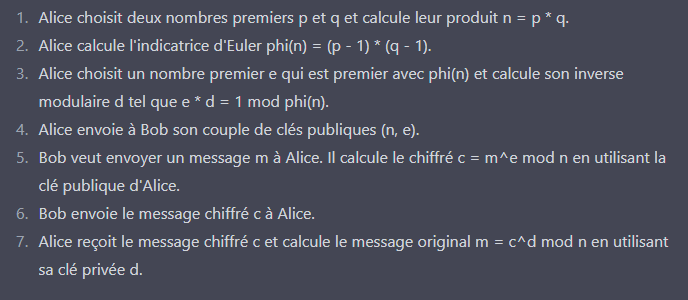 1. Alice choisit deux nombres premiers p et q et calcule leur produit n = p * q.
2. Alice calcule l'indicatrice d'Euler phi(n) = (p - 1) * (q - 1).
3. Alice choisit un nombre premier e qui est premier avec phi(n) et calcule son inverse
modulaire d tel que e * d = 1 mod phi(n).
4. Alice envoie à Bob son couple de clés publiques (n, e).
5. Bob veut envoyer un message m à Alice. Il calcule le chiffré c = m^e mod n en utilisant la
clé publique d'Alice.
6. Bob envoie le message chiffré c à Alice.
7. Alice reçoit le message chiffré c et calcule le message original m = c^d mod n en utilisant
sa clé privée d.